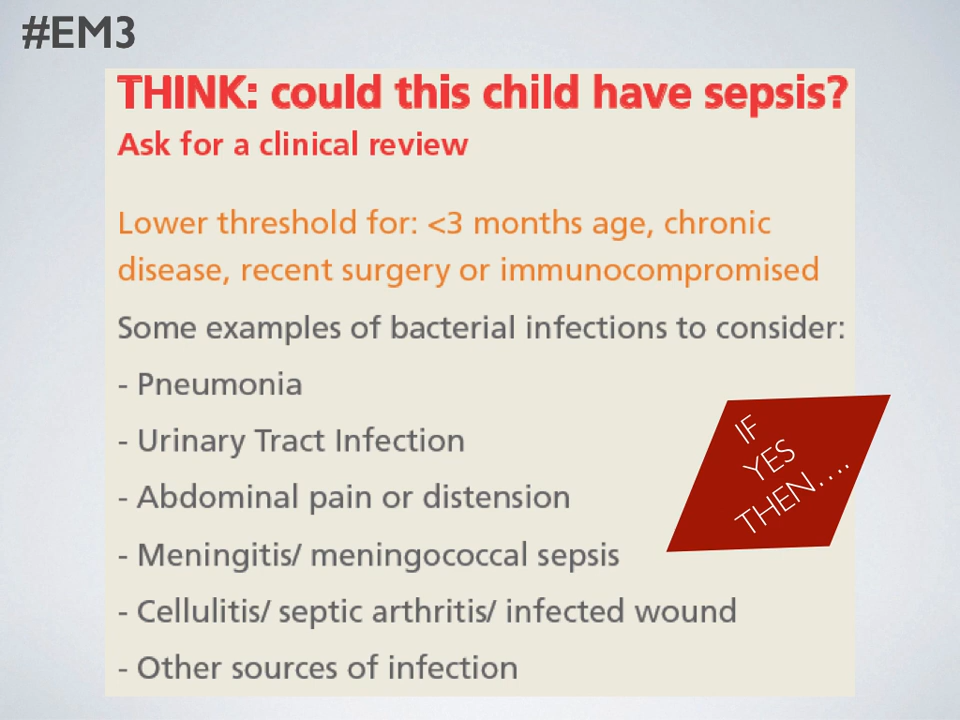 #EM3
THINK: could this child have sepsis?
Ask for a clinical review
Lower threshold for: <3 months age, chronic
disease, recent surgery or immunocompromised
Some examples of bacterial infections to consider:
- Pneumonia
- Urinary Tract Infection
- Abdominal pain or distension
- Meningitis/ meningococcal sepsis
- Cellulitis/ septic arthritis/ infected wound
- Other sources of infection
IF
YES
THEN....